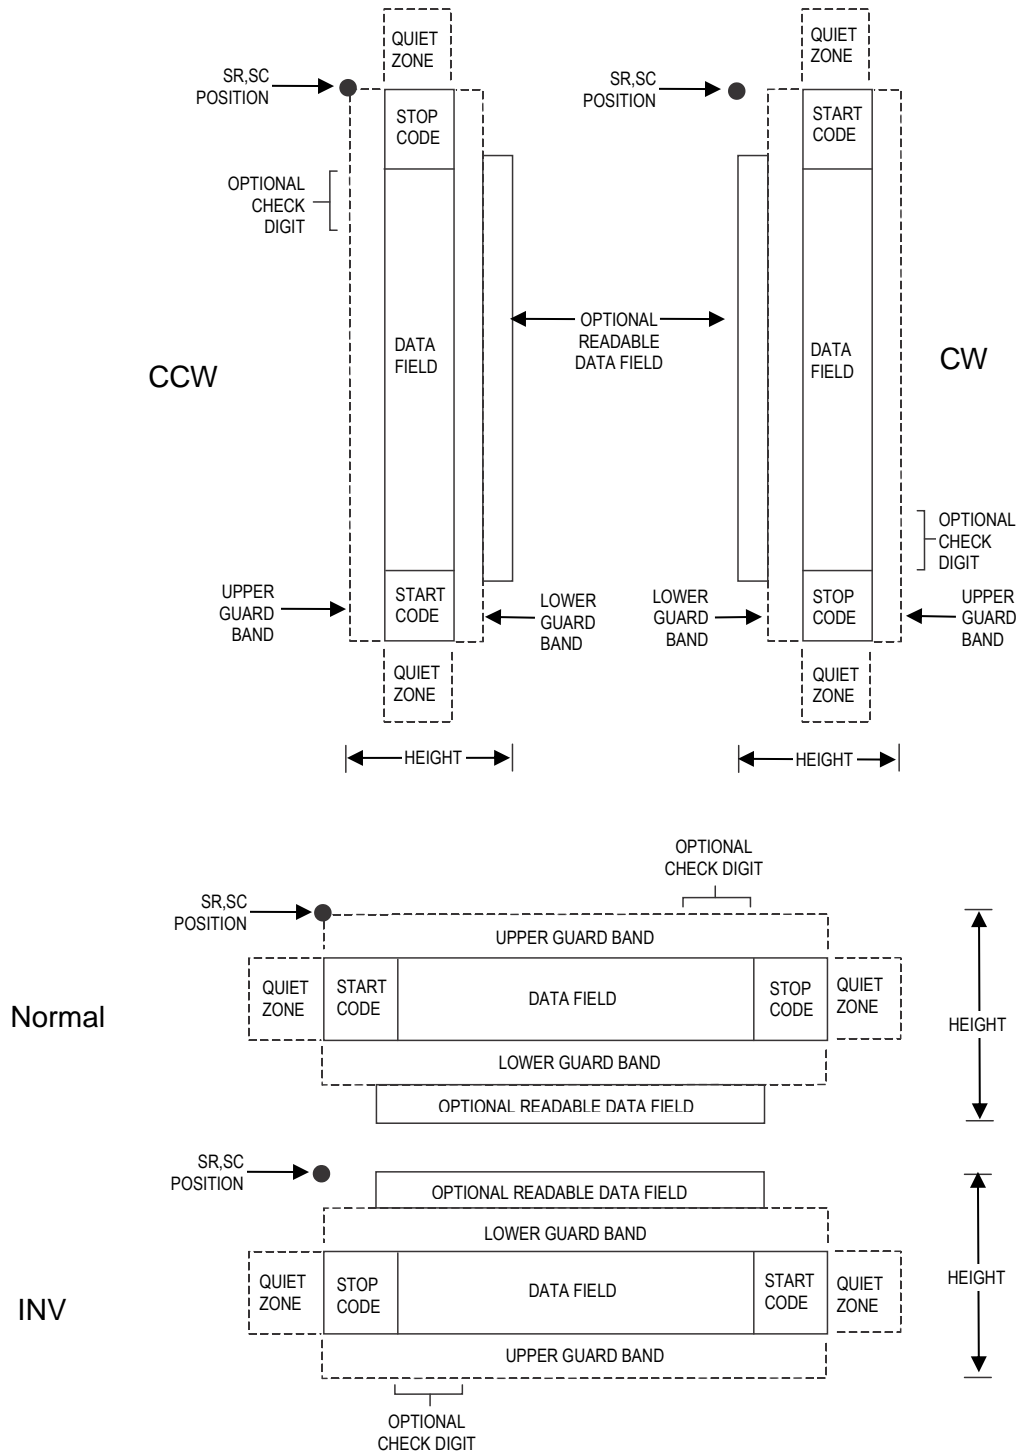 QUIET
ZONE
SR,SC
POSITION
STOP
CODE
OPTIONAL
CHECK
DIGIT
DATA
FIELD
CCW
UPPER
GUARD
BAND
START
CODE
LOWER
GUARD
BAND
QUIET
ZONE
HEIGHT
OPTIONAL
READABLE
DATA FIELD
QUIET
ZONE
SR,SC
POSITION
START
CODE
DATA
FIELD
CW
OPTIONAL
CHECK
DIGIT
LOWER
GUARD
BAND
STOP
CODE
UPPER
GUARD
BAND
QUIET
ZONE
HEIGHT
OPTIONAL
CHECK DIGIT
SR,SC
POSITION
UPPER GUARD BAND
Normal
QUIET
ZONE
START
CODE
DATA FIELD
STOP
CODE
QUIET
ZONE
HEIGHT
LOWER GUARD BAND
OPTIONAL READABLE DATA FIELD
SR,SC
POSITION
OPTIONAL READABLE DATA FIELD
LOWER GUARD BAND
INV
QUIET
ZONE
STOP
CODE
DATA FIELD
START
CODE
QUIET
ZONE
HEIGHT
UPPER GUARD BAND
OPTIONAL
CHECK DIGIT